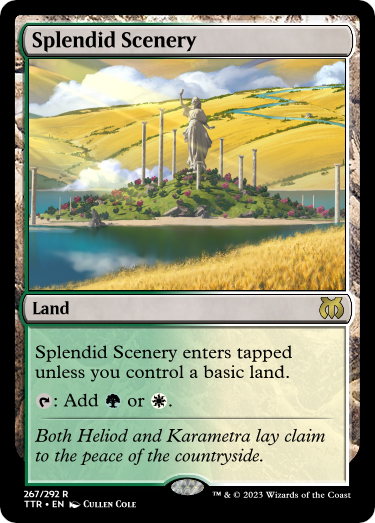 Splendid Scenery
Land
Splendid Scenery enters tapped
unless you control a basic land.
: Add or .
Both Heliod and Karametra lay claim
to the peace of the countryside.
267/292 R
TTR • EN Cullen Cole
™ & © 2023 Wizards of the Coast